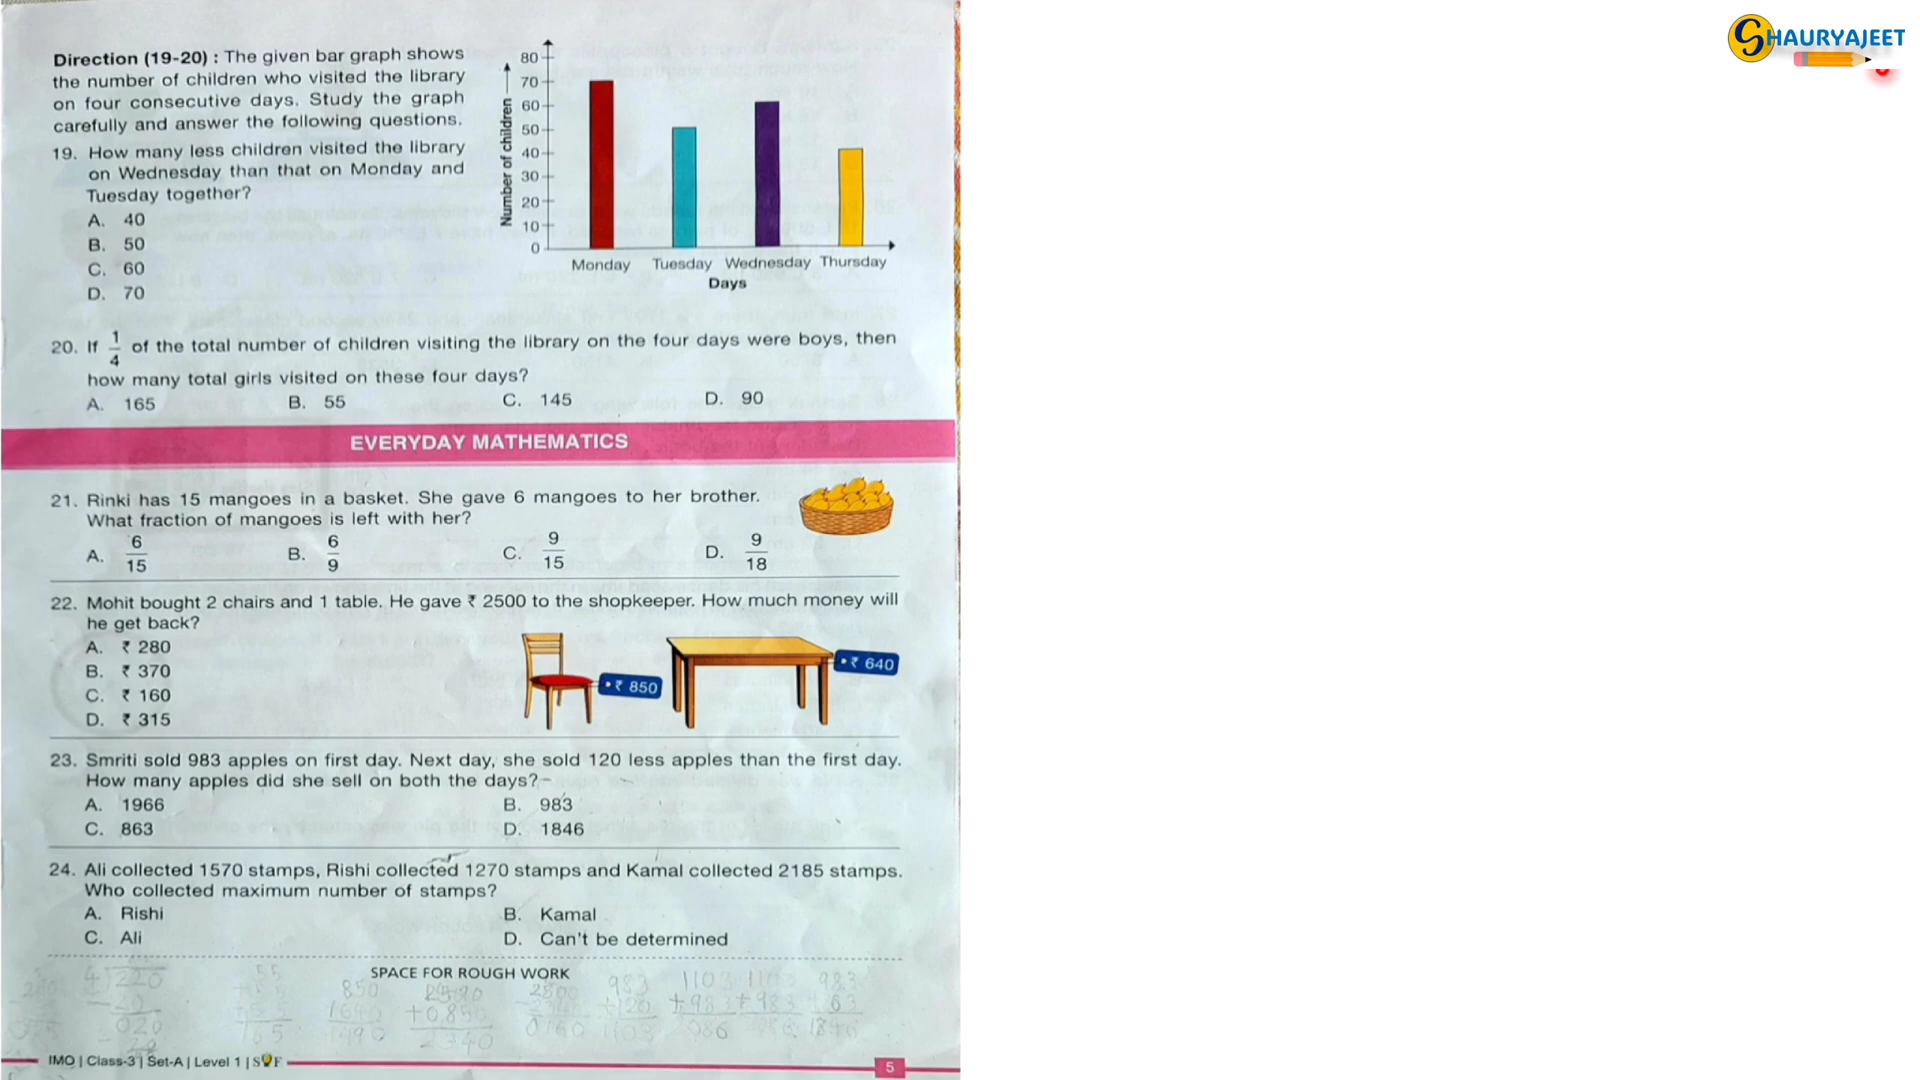 SHAURYAJEET
Direction (19-20) : The given bar graph shows
the number of children who visited the library
on four consecutive days. Study the graph
carefully and answer the following questions.
19. How many less children visited the library
on Wednesday than that on Monday and
Tuesday together?
A. 40
B. 50
C. 60
D. 70
Number of children
80
70
60
50
40
30
20
10
0
Monday Tuesday Wednesday Thursday
Days
20. If 1/4 of the total number of children visiting the library on the four days were boys, then
how many total girls visited on these four days?
A. 165 B. 55 C. 145 D. 90
EVERYDAY MATHEMATICS
21. Rinki has 15 mangoes in a basket. She gave 6 mangoes to her brother.
What fraction of mangoes is left with her?
A. 6/15 B. 6/9 C. 9/15 D. 9/18
22. Mohit bought 2 chairs and 1 table. He gave ₹ 2500 to the shopkeeper. How much money will
he get back?
A. ₹ 280
B. ₹ 370
C. ₹ 160
D. ₹ 315
₹ 850
₹ 640
23. Smriti sold 983 apples on first day. Next day, she sold 120 less apples than the first day.
How many apples did she sell on both the days?
A. 1966 B. 983
C. 863 D. 1846
24. Ali collected 1570 stamps, Rishi collected 1270 stamps and Kamal collected 2185 stamps.
Who collected maximum number of stamps?
A. Rishi B. Kamal
C. Ali D. Can't be determined
SPACE FOR ROUGH WORK
IMO | Class-3 | Set-A | Level 1 | SOF
5